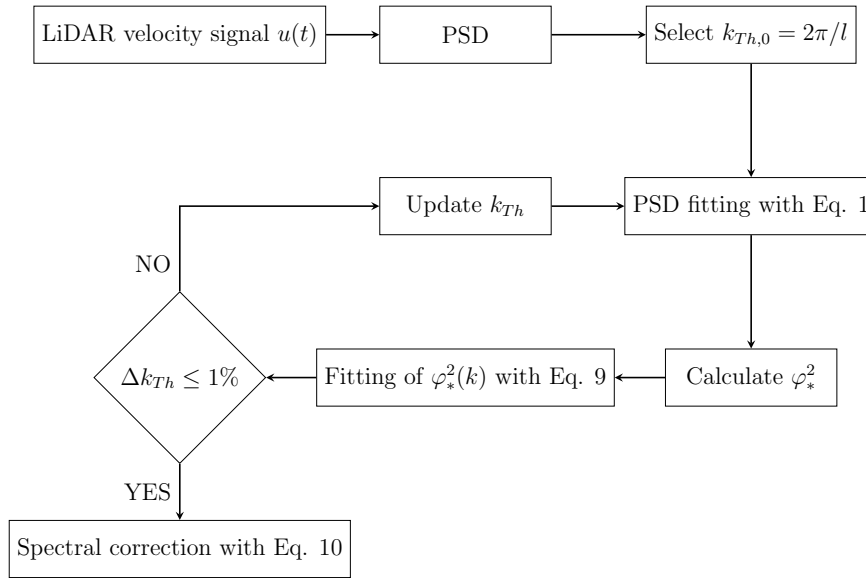 LiDAR velocity signal u(t)
PSD
Select k_{Th,0} = 2π/l
Update k_{Th}
PSD fitting with Eq. 1
NO
Δk_{Th} ≤ 1%
Fitting of φ_*^2(k) with Eq. 9
Calculate φ_*^2
YES
Spectral correction with Eq. 10